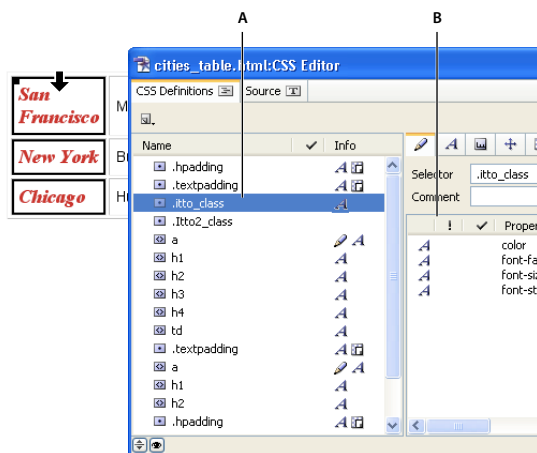 A
B
cities_table.html:CSS Editor
CSS Definitions
Source
San
Francisco
M
New York
B
Chicago
H
Name
Info
.hpadding
.textpadding
.itto_class
.Itto2_class
a
h1
h2
h3
h4
td
.textpadding
a
h1
h2
.hpadding
Selector
.itto_class
Comment
! Proper
color
font-fa
font-siz
font-st